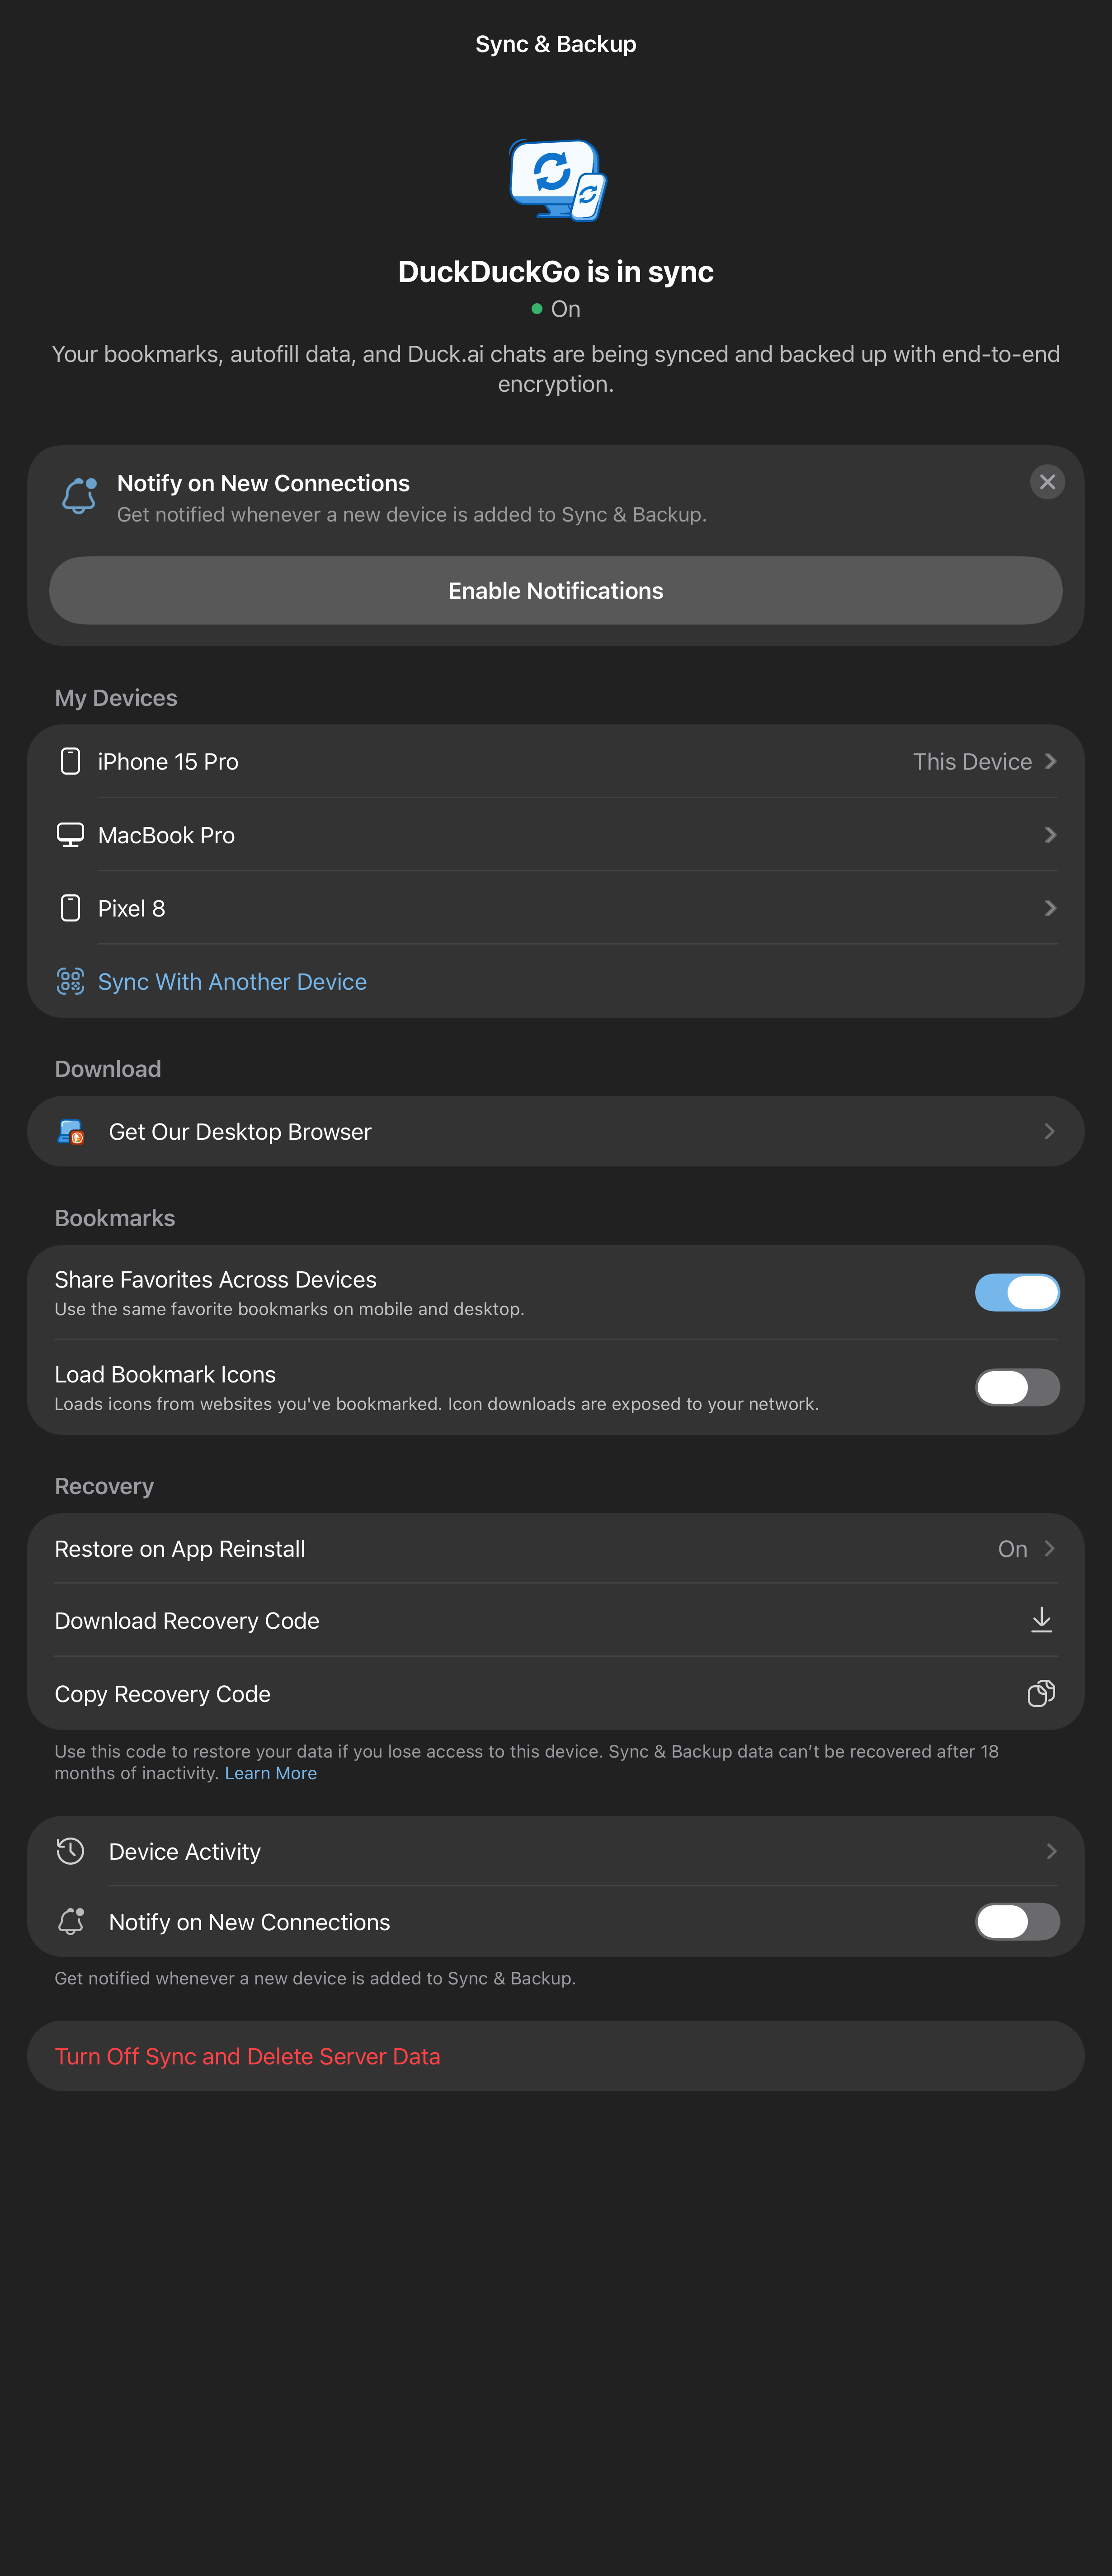 Sync & Backup
DuckDuckGo is in sync
On
Your bookmarks, autofill data, and Duck.ai chats are being synced and backed up with end-to-end
encryption.
Notify on New Connections
Get notified whenever a new device is added to Sync & Backup.
Enable Notifications
My Devices
iPhone 15 Pro This Device
MacBook Pro
Pixel 8
Sync With Another Device
Download
Get Our Desktop Browser
Bookmarks
Share Favorites Across Devices
Use the same favorite bookmarks on mobile and desktop.
Load Bookmark Icons
Loads icons from websites you've bookmarked. Icon downloads are exposed to your network.
Recovery
Restore on App Reinstall On
Download Recovery Code
Copy Recovery Code
Use this code to restore your data if you lose access to this device. Sync & Backup data can’t be recovered after 18
months of inactivity. Learn More
Device Activity
Notify on New Connections
Get notified whenever a new device is added to Sync & Backup.
Turn Off Sync and Delete Server Data